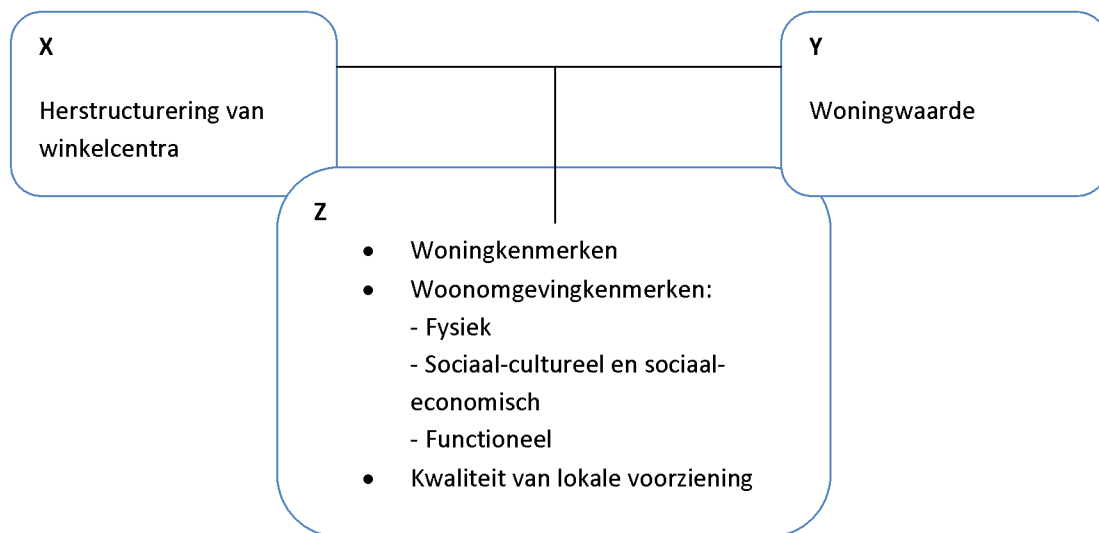 X
Herstructurering van
winkelcentra
Y
Woningwaarde
Z
• Woningkenmerken
• Woonomgevingkenmerken:
- Fysiek
- Sociaal-cultureel en sociaal-
economisch
- Functioneel
• Kwaliteit van lokale voorziening